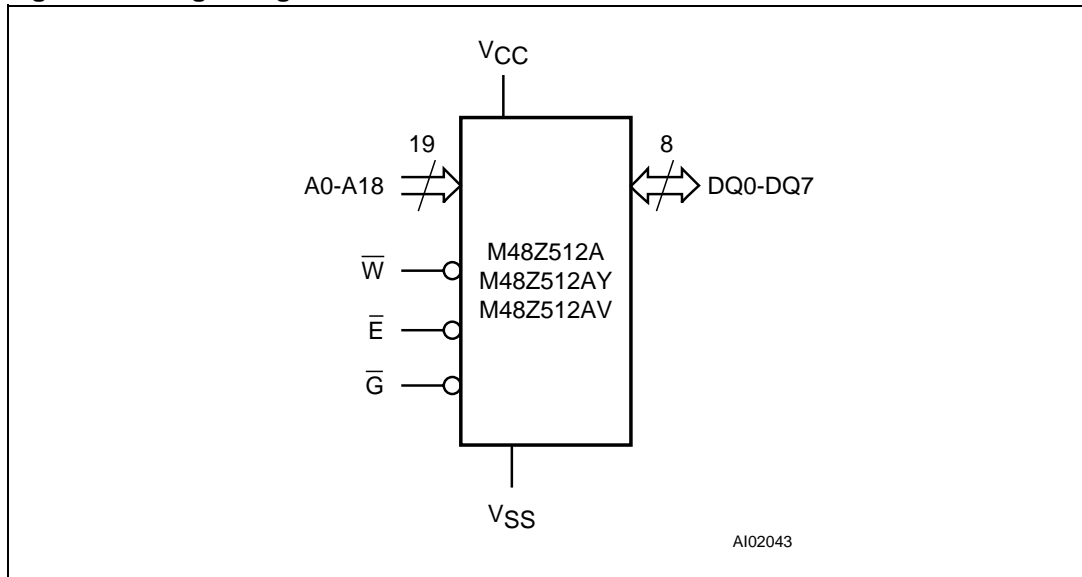 VCC
19
8
A0-A18
DQ0-DQ7
M48Z512A
M48Z512AY
M48Z512AV
W̅
E̅
G̅
VSS
AI02043